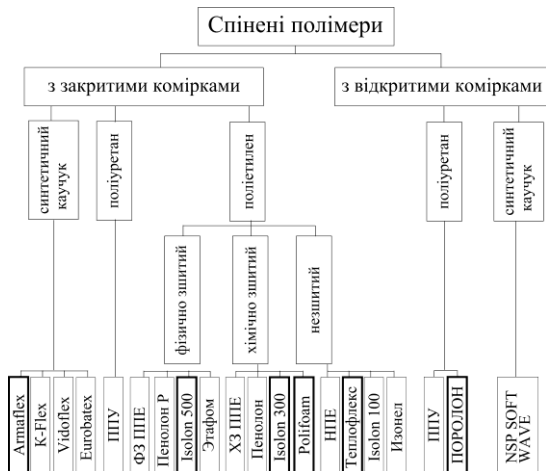 Спінені полімери
з закритими комірками
з відкритими комірками
синтетичний
каучук
поліуретан
поліетилен
поліуретан
синтетичний
каучук
фізично зшитий
хімічно зшитий
незшитий
Armaflex
K-Flex
Vidoflex
Eurobatex
ППУ
ФЗ ППЕ
Пенолон Р
Isolon 500
Этафом
ХЗ ППЕ
Пенолон
Isolon 300
Polifoam
НПЕ
Теплофлекс
Isolon 100
Изонел
ППУ
ПОРОЛОН
NSP SOFT
WAVE